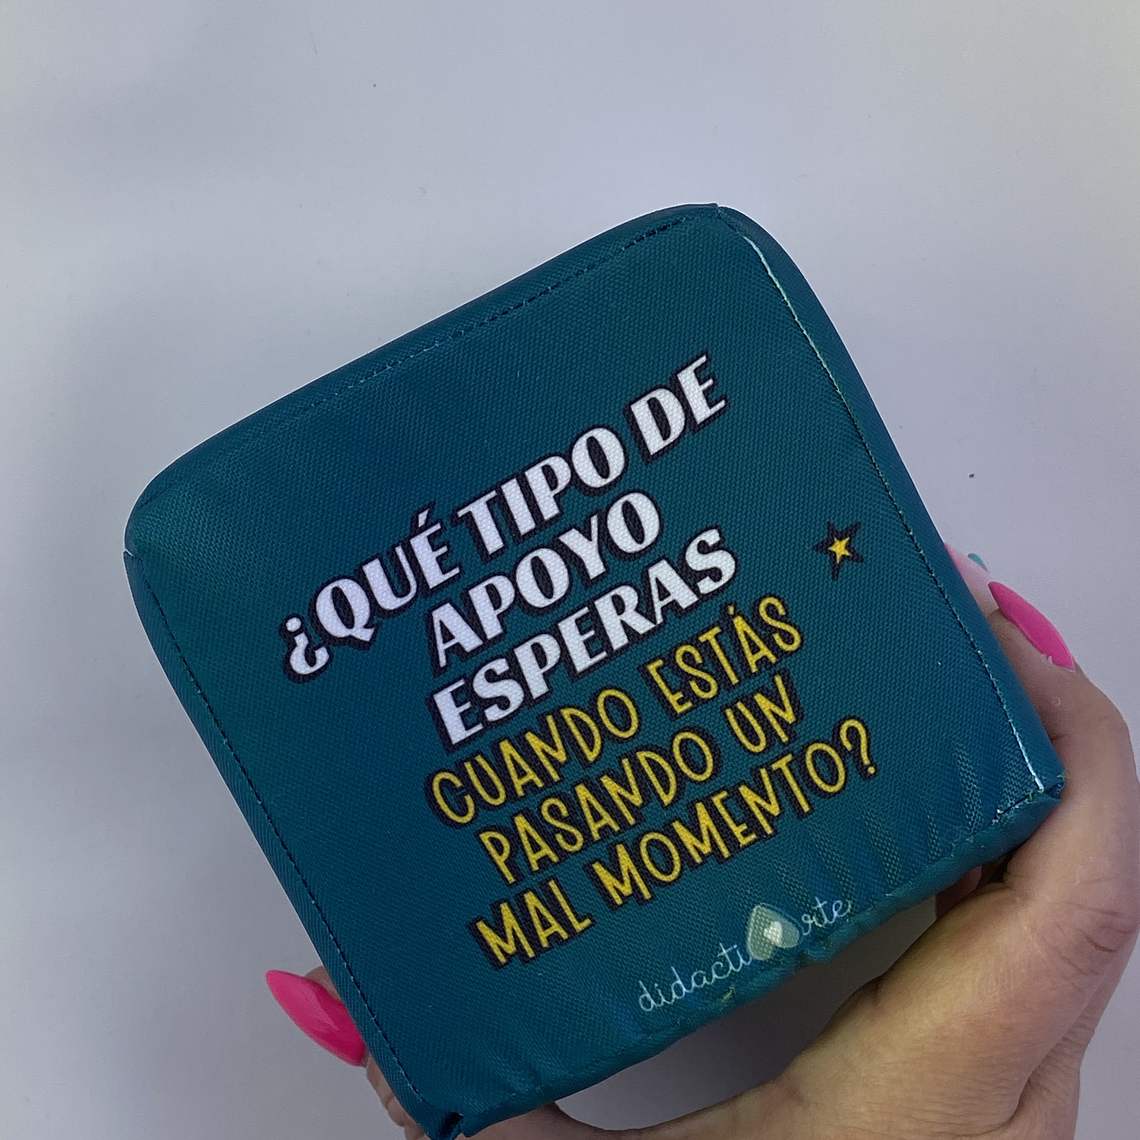 ¿QUÉ TIPO DE
APOYO
ESPERAS
CUANDO ESTÁS
PASANDO UN
MAL MOMENTO?
didacti rte